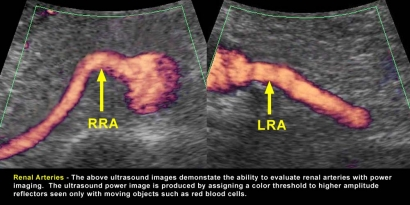 RRA
LRA
Renal Arteries - The above ultrasound images demonstate the ability to evaluate renal arteries with power
imaging. The ultrasound power image is produced by assigning a color threshold to higher amplitude
reflectors seen only with moving objects such as red blood cells.